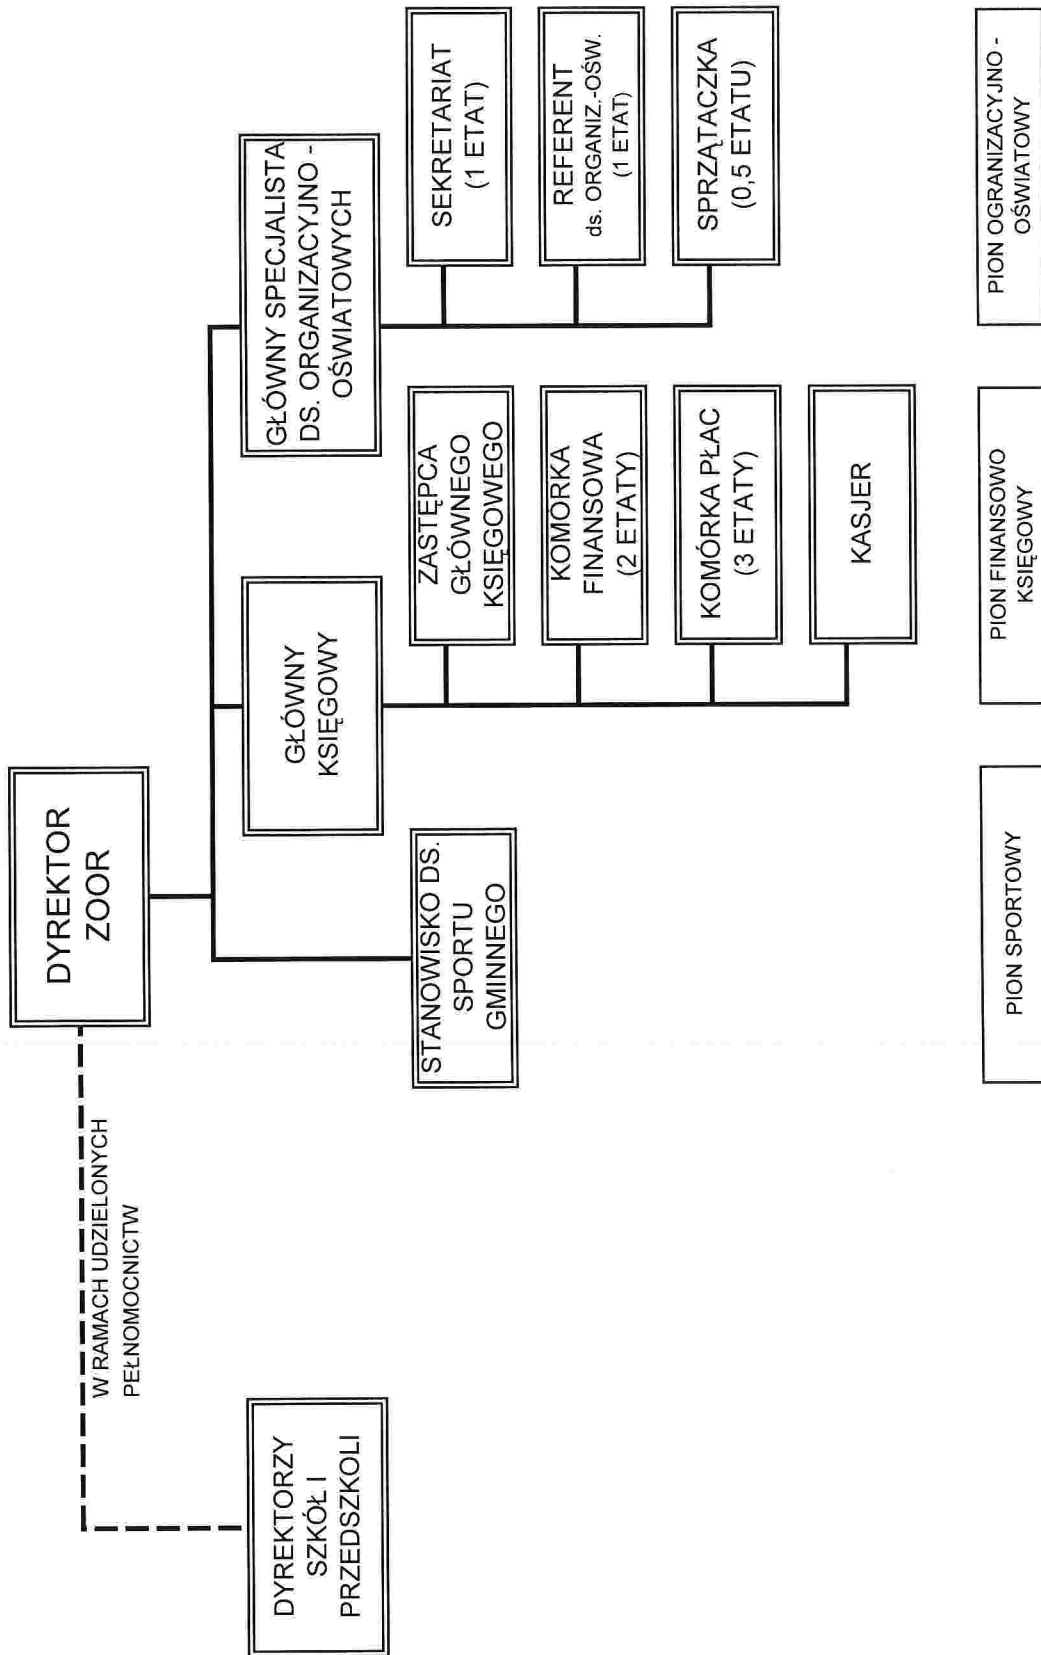 DYREKTOR
ZOOR
W RAMACH UDZIELONYCH
PEŁNOMOCNICTW
DYREKTORZY
SZKÓŁ I
PRZEDSZKOLI
STANOWISKO DS.
SPORTU
GMINNEGO
GŁÓWNY
KSIĘGOWY
ZASTĘPCA
GŁÓWNEGO
KSIĘGOWEGO
KOMÓRKA
FINANSOWA
(2 ETATY)
KOMÓRKA PŁAC
(3 ETATY)
KASJER
GŁÓWNY SPECJALISTA
DS. ORGANIZACYJNO -
OŚWIATOWYCH
SEKRETARIAT
(1 ETAT)
REFERENT
ds. ORGANIZ.-OŚW.
(1 ETAT)
SPRZĄTACZKA
(0,5 ETATU)
PION SPORTOWY
PION FINANSOWO
KSIĘGOWY
PION OGRANIZACYJNO -
OŚWIATOWY